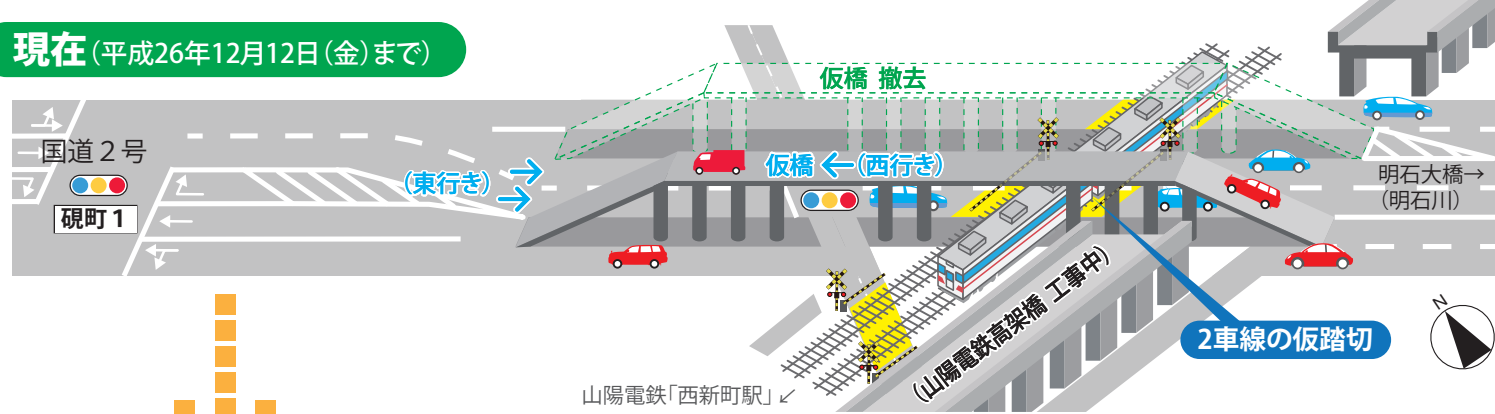 現在(平成26年12月12日(金)まで)
仮橋 撤去
国道２号
硯町１
(東行き)
仮橋 ←(西行き)
明石大橋→
(明石川)
(山陽電鉄高架橋 工事中)
2車線の仮踏切
山陽電鉄「西新町駅」↙
N